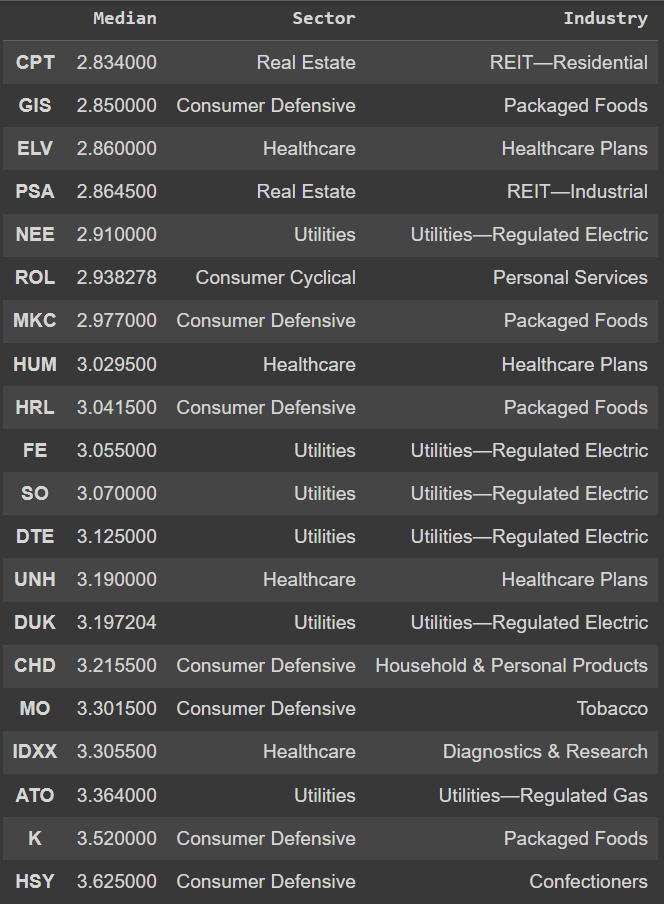 Median Sector Industry
CPT 2.834000 Real Estate REIT—Residential
GIS 2.850000 Consumer Defensive Packaged Foods
ELV 2.860000 Healthcare Healthcare Plans
PSA 2.864500 Real Estate REIT—Industrial
NEE 2.910000 Utilities Utilities—Regulated Electric
ROL 2.938278 Consumer Cyclical Personal Services
MKC 2.977000 Consumer Defensive Packaged Foods
HUM 3.029500 Healthcare Healthcare Plans
HRL 3.041500 Consumer Defensive Packaged Foods
FE 3.055000 Utilities Utilities—Regulated Electric
SO 3.070000 Utilities Utilities—Regulated Electric
DTE 3.125000 Utilities Utilities—Regulated Electric
UNH 3.190000 Healthcare Healthcare Plans
DUK 3.197204 Utilities Utilities—Regulated Electric
CHD 3.215500 Consumer Defensive Household & Personal Products
MO 3.301500 Consumer Defensive Tobacco
IDXX 3.305500 Healthcare Diagnostics & Research
ATO 3.364000 Utilities Utilities—Regulated Gas
K 3.520000 Consumer Defensive Packaged Foods
HSY 3.625000 Consumer Defensive Confectioners